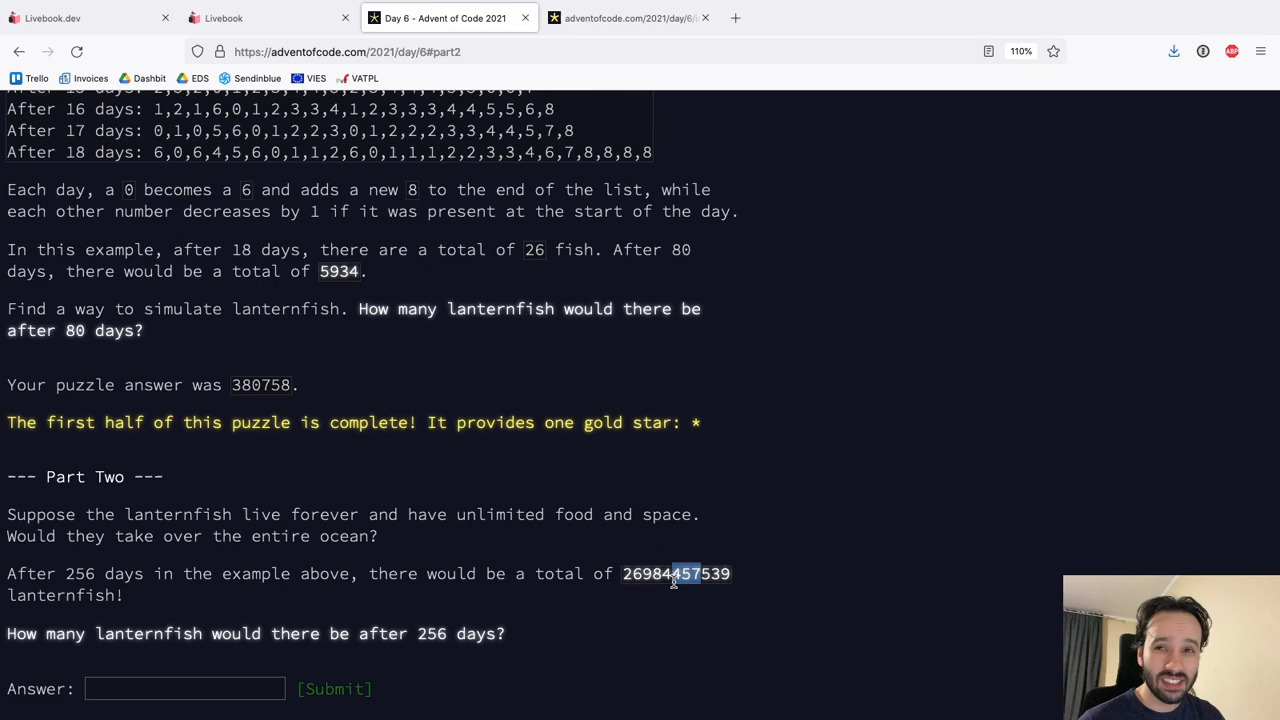 Livebook.dev
Livebook
Day 6 - Advent of Code 2021
adventofcode.com/2021/day/6/i
https://adventofcode.com/2021/day/6#part2
110%
ABP
Trello
Invoices
Dashbit
EDS
Sendinblue
VIES
VATPL
After 16 days: 1,2,1,6,0,1,2,3,3,4,1,2,3,3,3,4,4,5,5,6,8
After 17 days: 0,1,0,5,6,0,1,2,2,3,0,1,2,2,2,3,3,4,4,5,7,8
After 18 days: 6,0,6,4,5,6,0,1,1,2,6,0,1,1,1,2,2,3,3,4,6,7,8,8,8,8
Each day, a 0 becomes a 6 and adds a new 8 to the end of the list, while
each other number decreases by 1 if it was present at the start of the day.
In this example, after 18 days, there are a total of 26 fish. After 80
days, there would be a total of 5934.
Find a way to simulate lanternfish. How many lanternfish would there be
after 80 days?
Your puzzle answer was 380758.
The first half of this puzzle is complete! It provides one gold star: *
--- Part Two ---
Suppose the lanternfish live forever and have unlimited food and space.
Would they take over the entire ocean?
After 256 days in the example above, there would be a total of 26984457539
lanternfish!
How many lanternfish would there be after 256 days?
Answer:
[Submit]